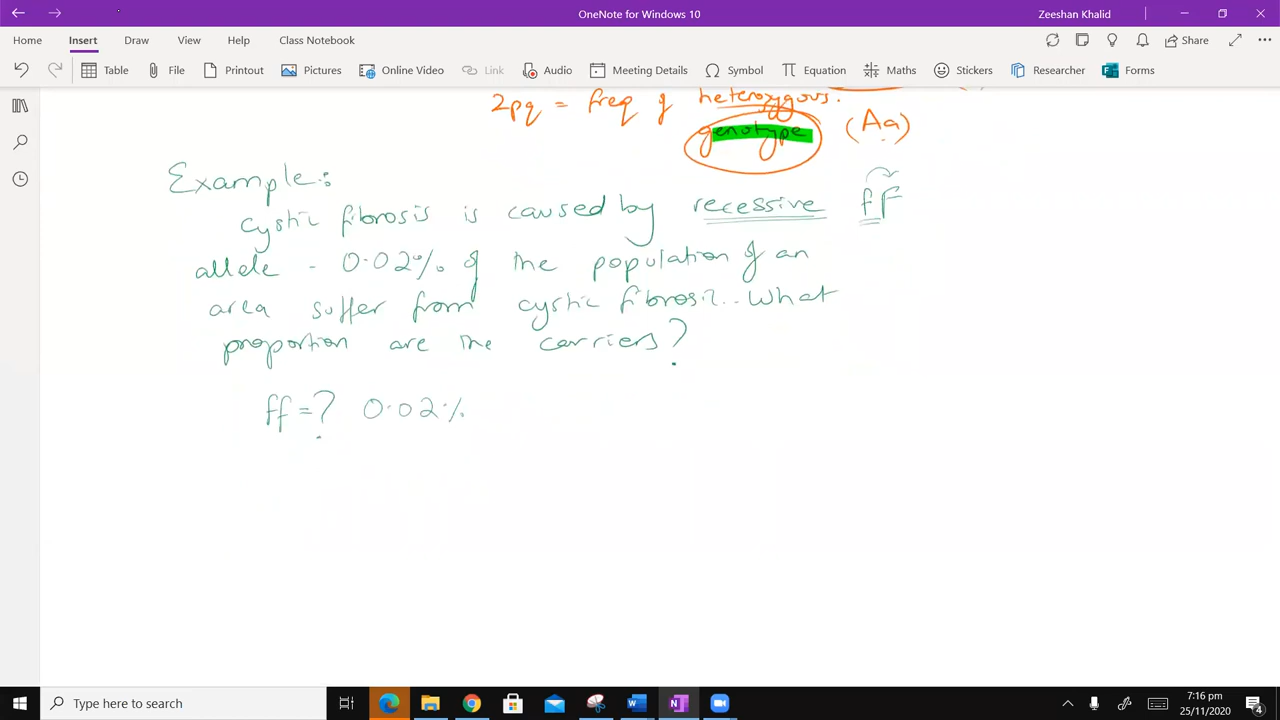 OneNote for Windows 10
Zeeshan Khalid
Home Insert Draw View Help Class Notebook
Share
Table File Printout Pictures Online Video Link Audio Meeting Details Symbol Equation Maths Stickers Researcher Forms
2pq = freq of heterozygous.
genotype (Aa)
Example:
cystic fibrosis is caused by recessive fF
allele - 0.02% of the population of an
area suffer from cystic fibrosis. What
proportion are the carriers?
ff=? 0.02%
Type here to search
7:16 pm
25/11/2020
4